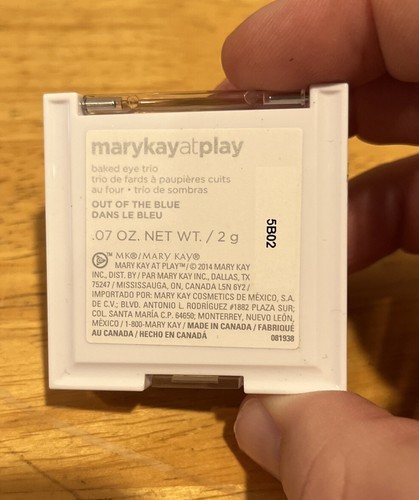 marykayatplay
baked eye trio
trio de fards à paupières cuits
au four • trio de sombras
OUT OF THE BLUE
DANS LE BLEU
.07 OZ. NET WT. / 2 g
5B02
MK®/MARY KAY®
MARY KAY AT PLAY™/© 2014 MARY KAY
INC., DIST. BY / PAR MARY KAY INC., DALLAS, TX
75247 / MISSISSAUGA, ON, CANADA L5N 6Y2 /
IMPORTADO POR: MARY KAY COSMETICS DE MÉXICO, S.A.
DE C.V.; BLVD. ANTONIO L. RODRÍGUEZ #1882 PLAZA SUR,
COL. SANTA MARÍA C.P. 64650; MONTERREY, NUEVO LEÓN,
MÉXICO / 1-800-MARY KAY / MADE IN CANADA / FABRIQUÉ
AU CANADA / HECHO EN CANADÁ
081938